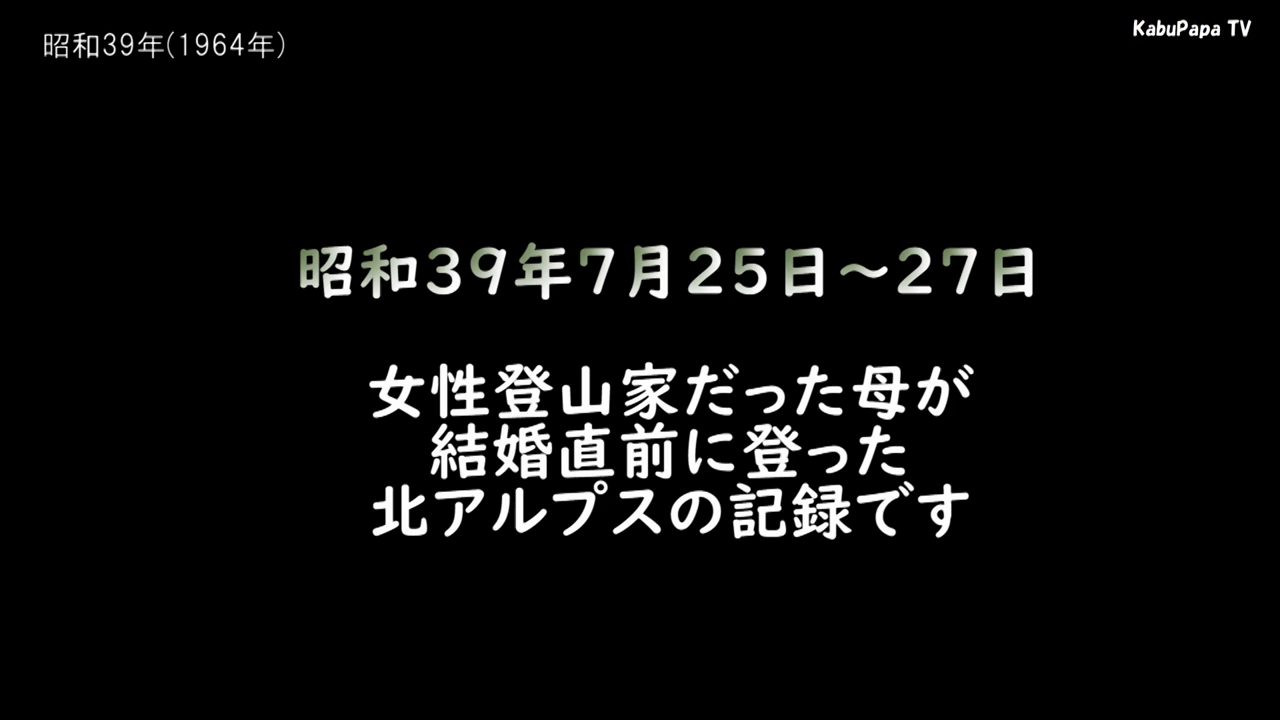 昭和39年(1964年)
KabuPapa TV
昭和39年7月25日～27日
女性登山家だった母が
結婚直前に登った
北アルプスの記録です